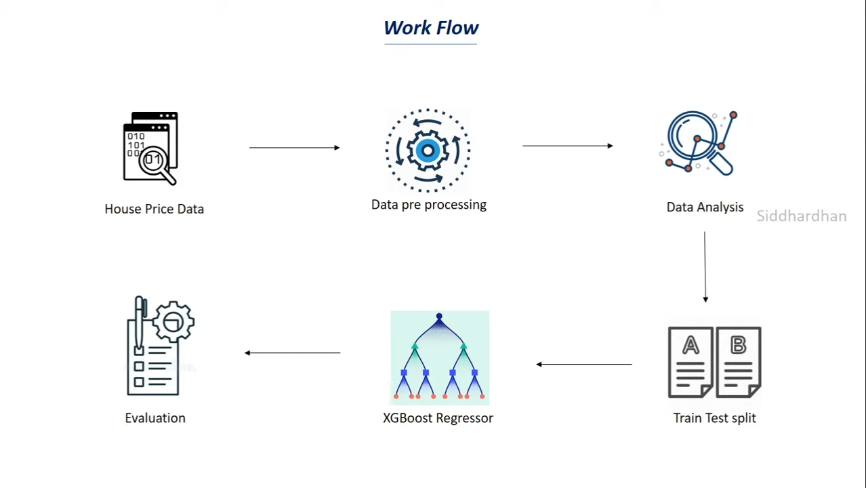 Work Flow
010
101
00
01
House Price Data
Data pre processing
Data Analysis
Siddhardhan
A B
Evaluation
XGBoost Regressor
Train Test split